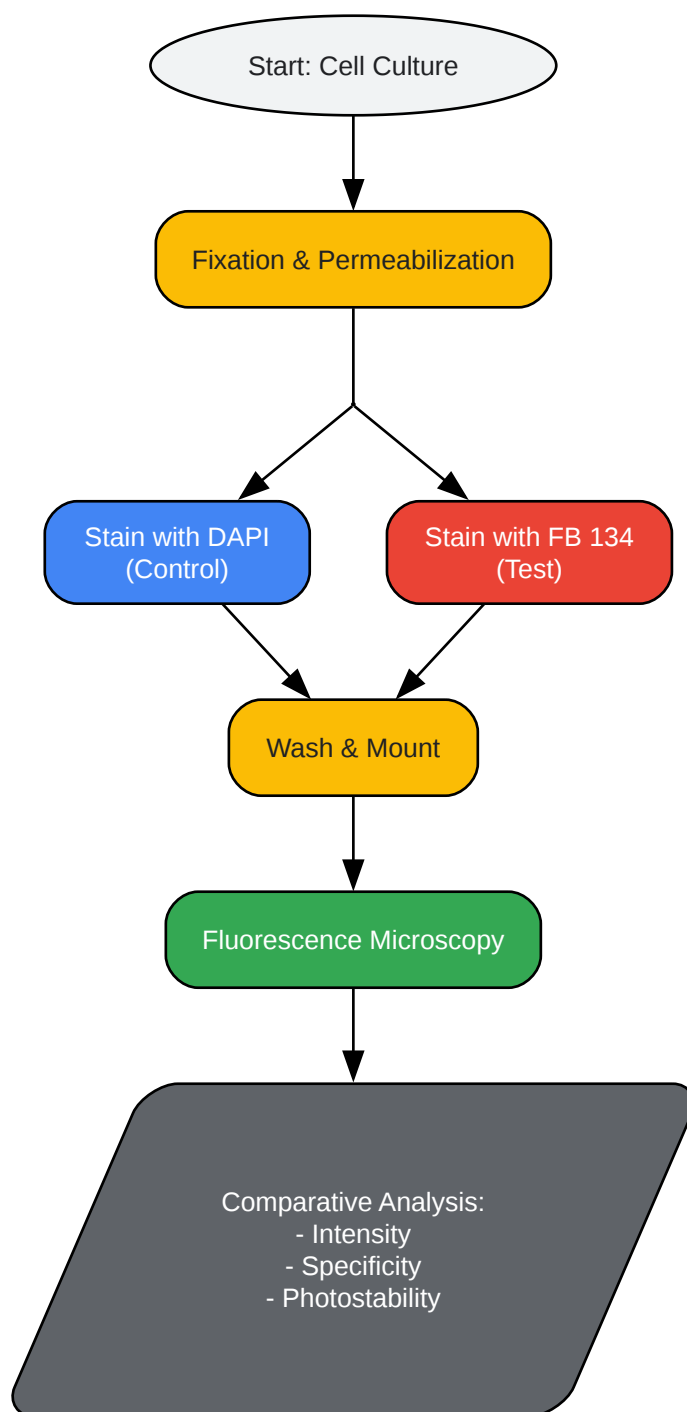 Start: Cell Culture
Fixation & Permeabilization
Stain with DAPI
(Control)
Stain with FB 134
(Test)
Wash & Mount
Fluorescence Microscopy
Comparative Analysis:
- Intensity
- Specificity
- Photostability